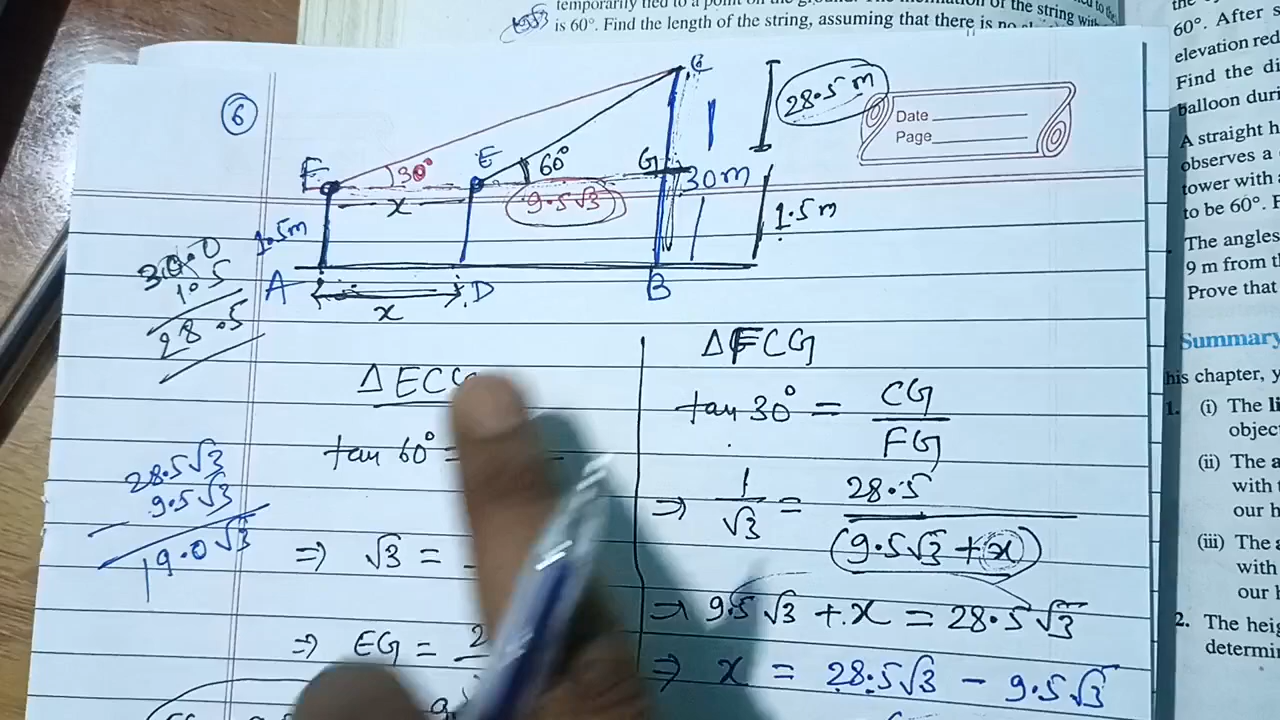 temporarily tied to a point on the ground. The inclination of the string with
is 60°. Find the length of the string, assuming that there is no
6
C
28.5 m
Date
Page
F
30°
E
60°
G
30m
x
9.5√3
1.5m
1.5m
A
x
D
B
30.0
1.5
28.5
△ECG
tan 60° =
⇒ √3 =
⇒ EG = 2
28.5√3
9.5√3
19.0√3
△FCG
tan 30° = CG
FG
⇒ 1/√3 = 28.5
(9.5√3 + x)
⇒ 9.5√3 + x = 28.5√3
⇒ x = 28.5√3 − 9.5√3
60°. After s
elevation red
Find the di
balloon duri
A straight h
observes a
tower with
to be 60°. F
The angles
9 m from t
Prove that
Summary
his chapter, y
1. (i) The li
objec
(ii) The a
with
our h
(iii) The
with
our h
2. The heig
determi